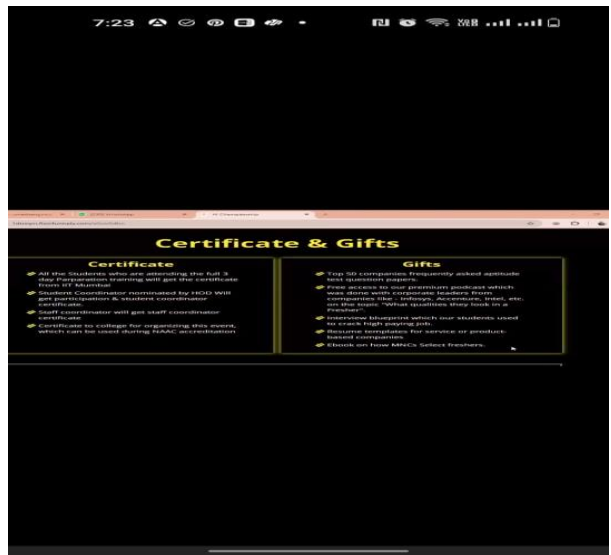 7:23
Certificate & Gifts
Certificate
All the Students who are attending the full 3
day Parparation training will get the certificate
from IIT Mumbai
Student Coordinator nominated by HOD Will
get participation & student coordinator
certificate.
Staff coordinator will get staff coordinator
certificate
Certificate to college for organizing this event,
which can be used during NAAC accreditation
Gifts
Top 50 companies frequently asked aptitude
test question papers.
Free access to our premium podcast which
was done with corporate leaders from
companies like - Infosys, Accenture, Intel, etc.
on the topic "What qualities they look in a
Fresher".
Interview blueprint which our students used
to crack high paying job.
Resume templates for service or product-
based companies
Ebook on how MNCs Select freshers.